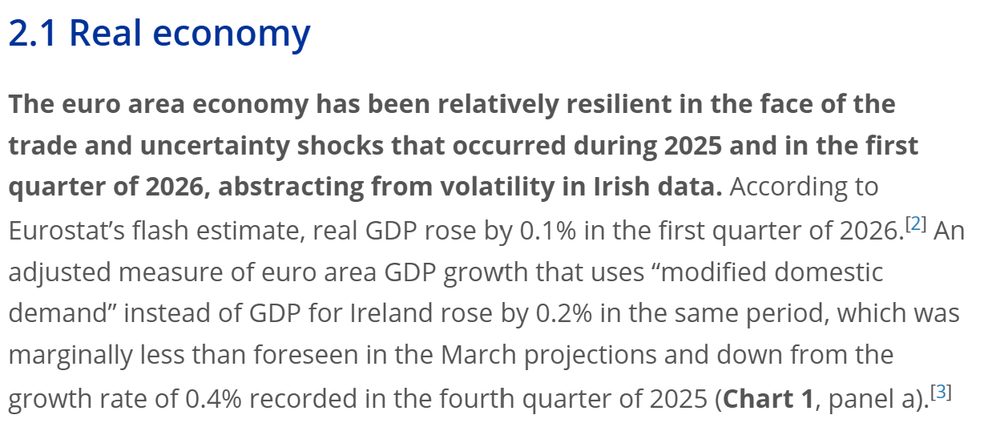 2.1 Real economy
The euro area economy has been relatively resilient in the face of the
trade and uncertainty shocks that occurred during 2025 and in the first
quarter of 2026, abstracting from volatility in Irish data. According to
Eurostat’s flash estimate, real GDP rose by 0.1% in the first quarter of 2026.[2] An
adjusted measure of euro area GDP growth that uses “modified domestic
demand” instead of GDP for Ireland rose by 0.2% in the same period, which was
marginally less than foreseen in the March projections and down from the
growth rate of 0.4% recorded in the fourth quarter of 2025 (Chart 1, panel a).[3]